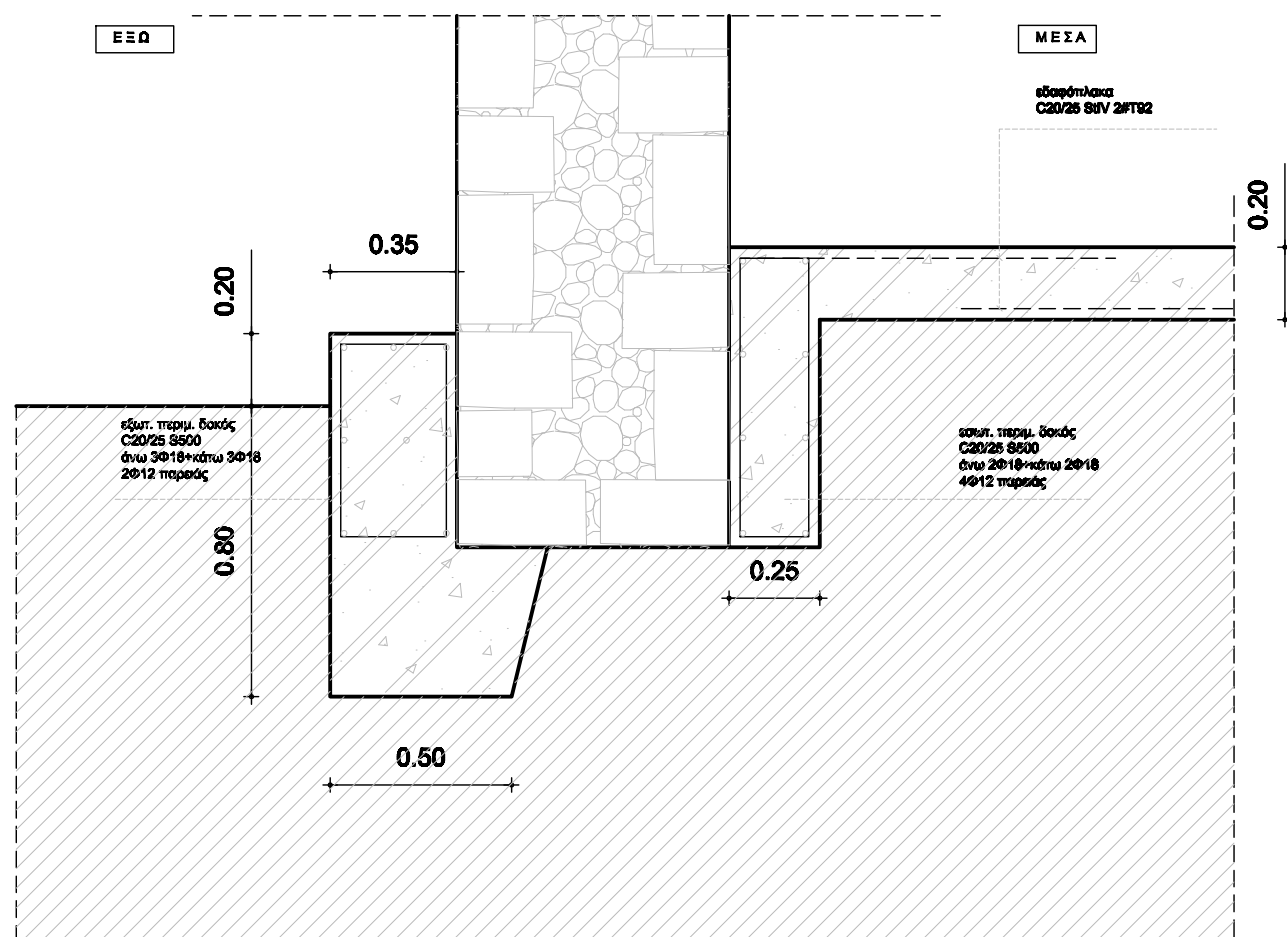 ΕΞΩ
ΜΕΣΑ
εδαφόπλακα
C20/25 StIV 2#T92
0.20
0.35
0.20
εξωτ. περιμ. δοκός
C20/25 S500
άνω 3Φ18+κάτω 3Φ18
2Φ12 παρειάς
εσωτ. περιμ. δοκός
C20/25 S500
άνω 2Φ18+κάτω 2Φ18
4Φ12 παρειάς
0.80
0.25
0.50